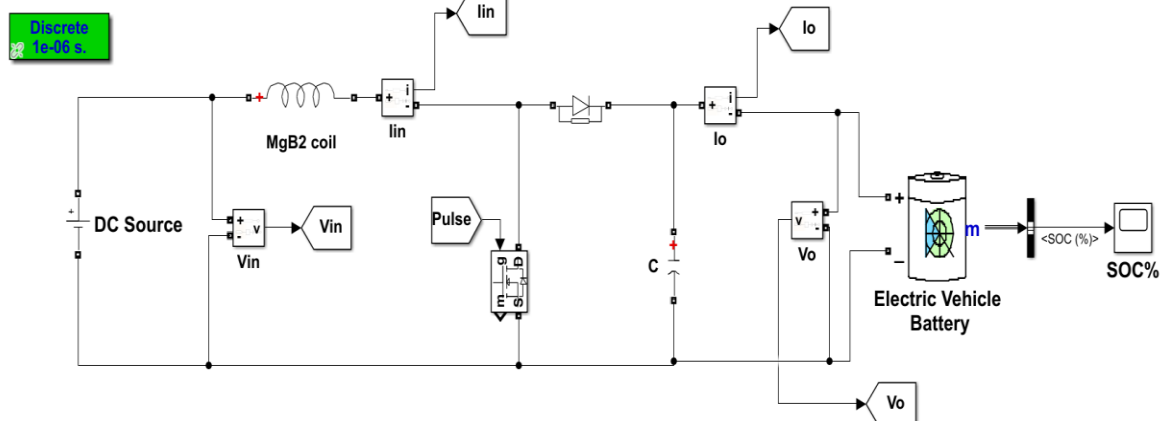 Discrete
1e-06 s.
Iin
Io
+
i
-
Iin
MgB2 coil
+
i
-
Io
+
DC Source
+
-
v
Vin
Vin
Pulse
g
D
m
S
+
C
v
+
-
Vo
+
_
m
<SOC (%)>
SOC%
Electric Vehicle
Battery
Vo